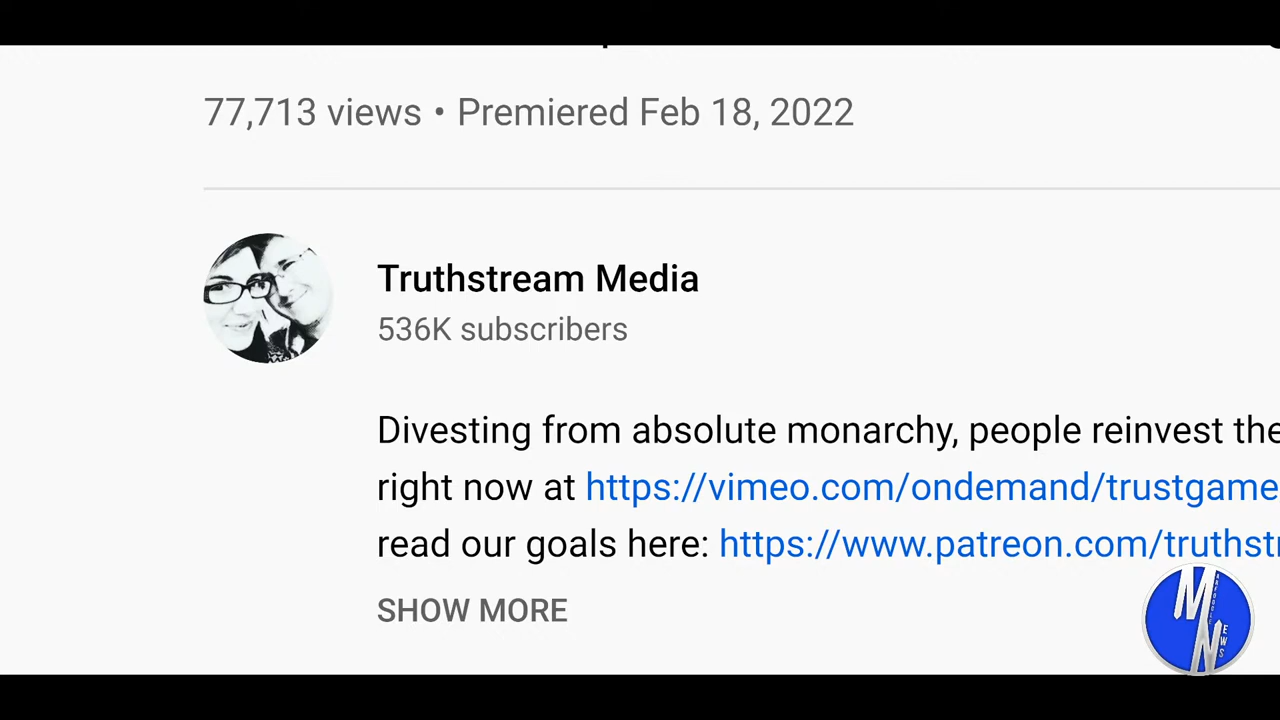 77,713 views • Premiered Feb 18, 2022
Truthstream Media
536K subscribers
Divesting from absolute monarchy, people reinvest the
right now at https://vimeo.com/ondemand/trustgame
read our goals here: https://www.patreon.com/truthst
SHOW MORE